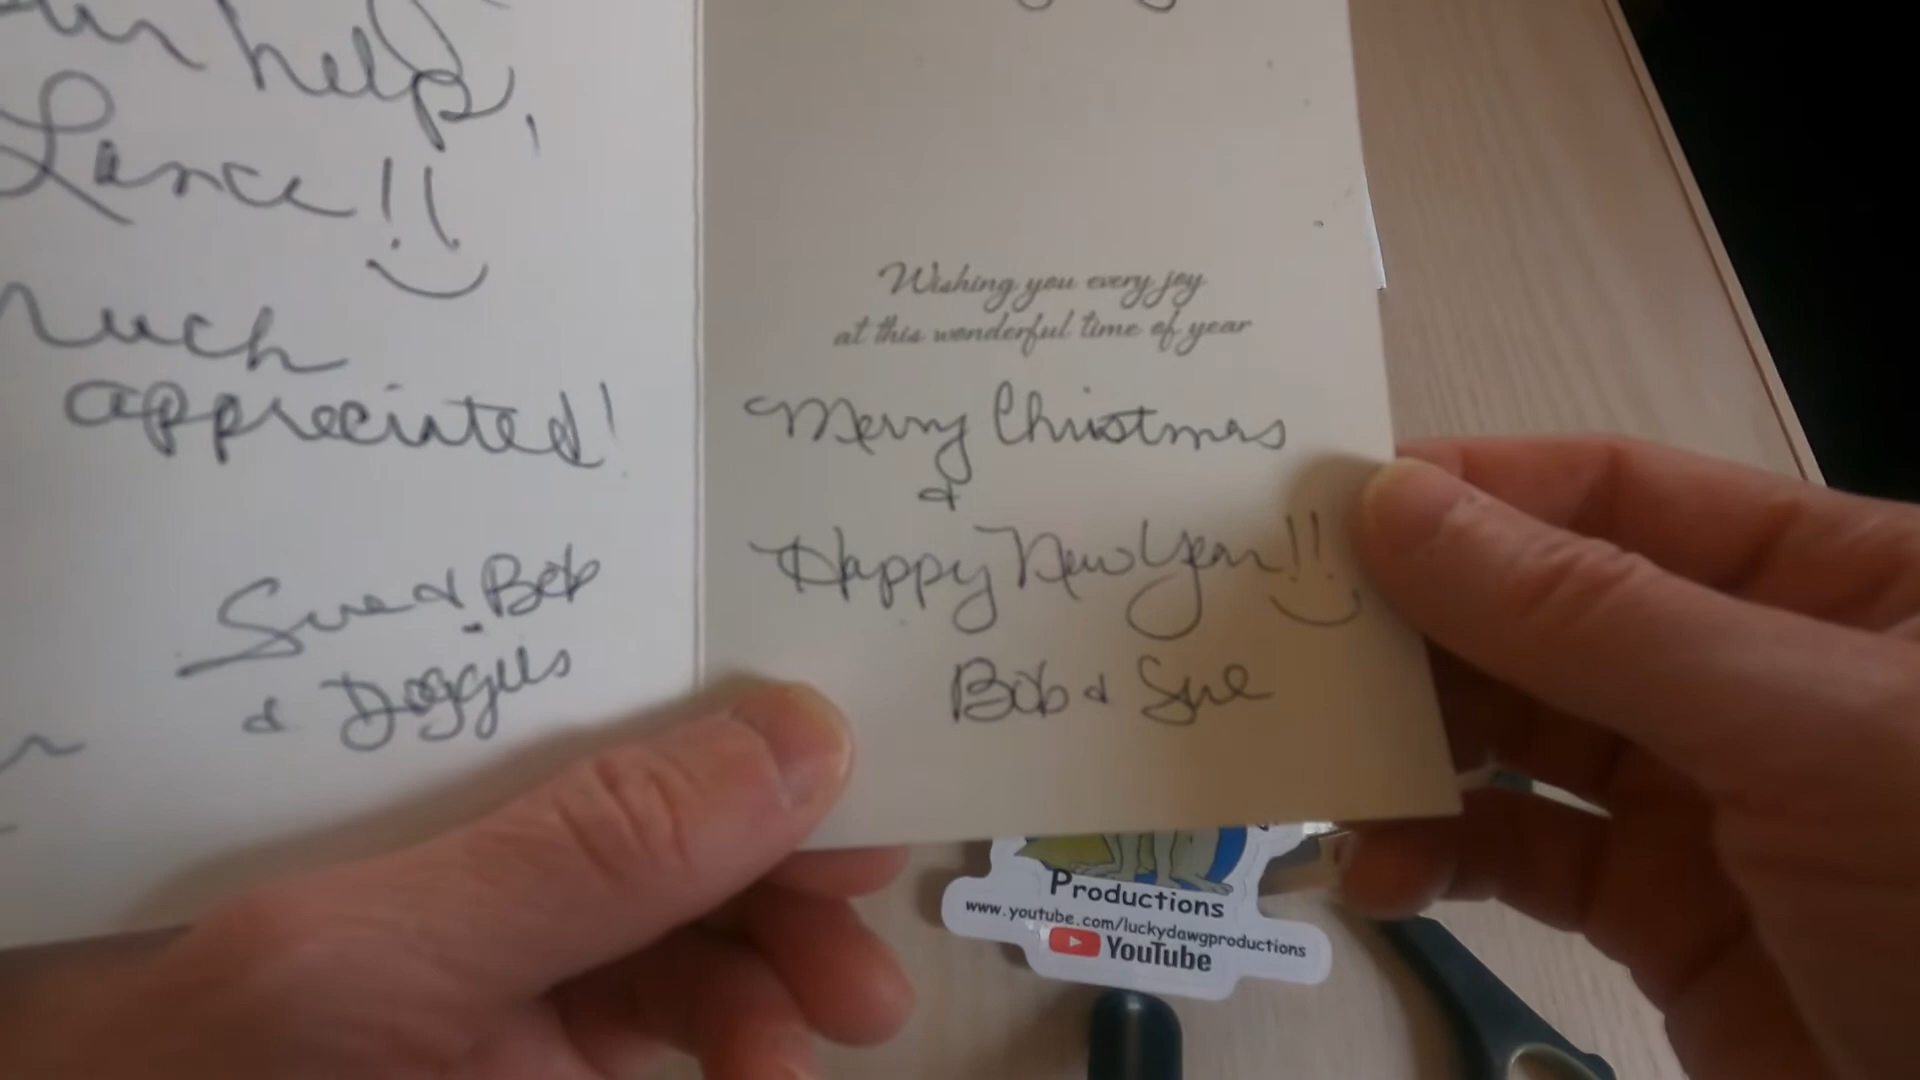 help,
Lance!!
much
appreciated!
Sue & Bob
& Doggies
Wishing you every joy
at this wonderful time of year
Merry Christmas
&
Happy New Year!!
Bob & Sue
Productions
www.youtube.com/luckydawgproductions
YouTube